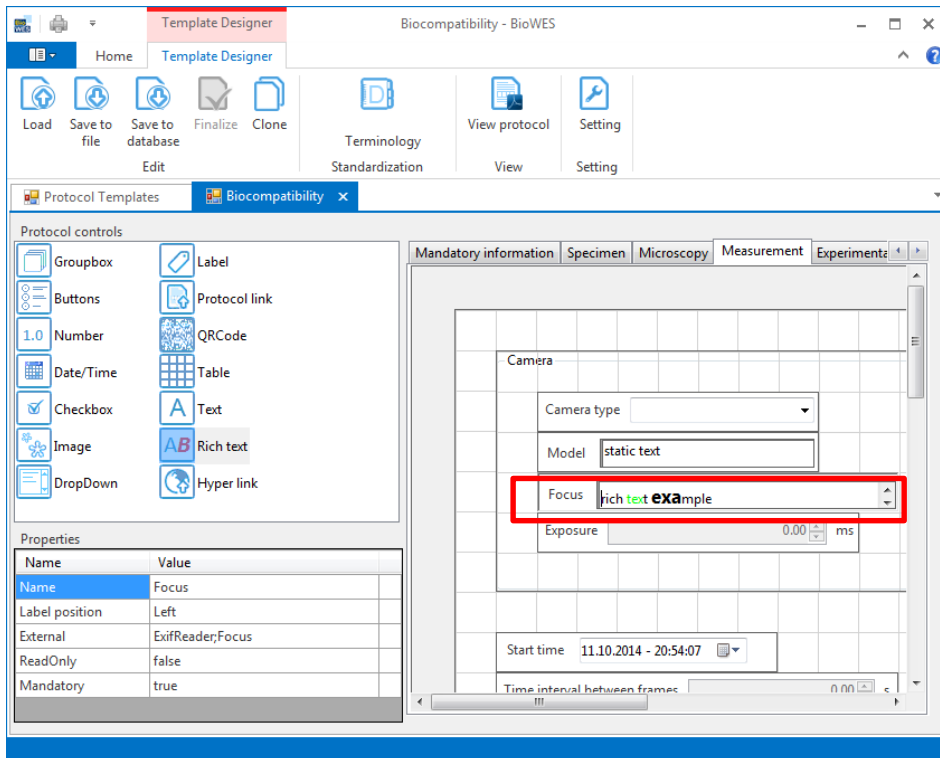 BIO
WES
Template Designer
Biocompatibility - BioWES
Home
Template Designer
?
Load
Save to
file
Save to
database
Finalize
Clone
Edit
Terminology
Standardization
View protocol
View
Setting
Setting
Protocol Templates
Biocompatibility
Protocol controls
Groupbox
Label
Buttons
Protocol link
1.0 Number
QRCode
Date/Time
Table
Checkbox
A Text
Image
AB Rich text
DropDown
Hyper link
Properties
Name Value
Name Focus
Label position Left
External ExifReader;Focus
ReadOnly false
Mandatory true
Mandatory information Specimen Microscopy Measurement Experimenta
Camera
Camera type
Model static text
Focus rich text example
Exposure 0.00 ms
Start time 11.10.2014 - 20:54:07
Time interval between frames 0.00 s